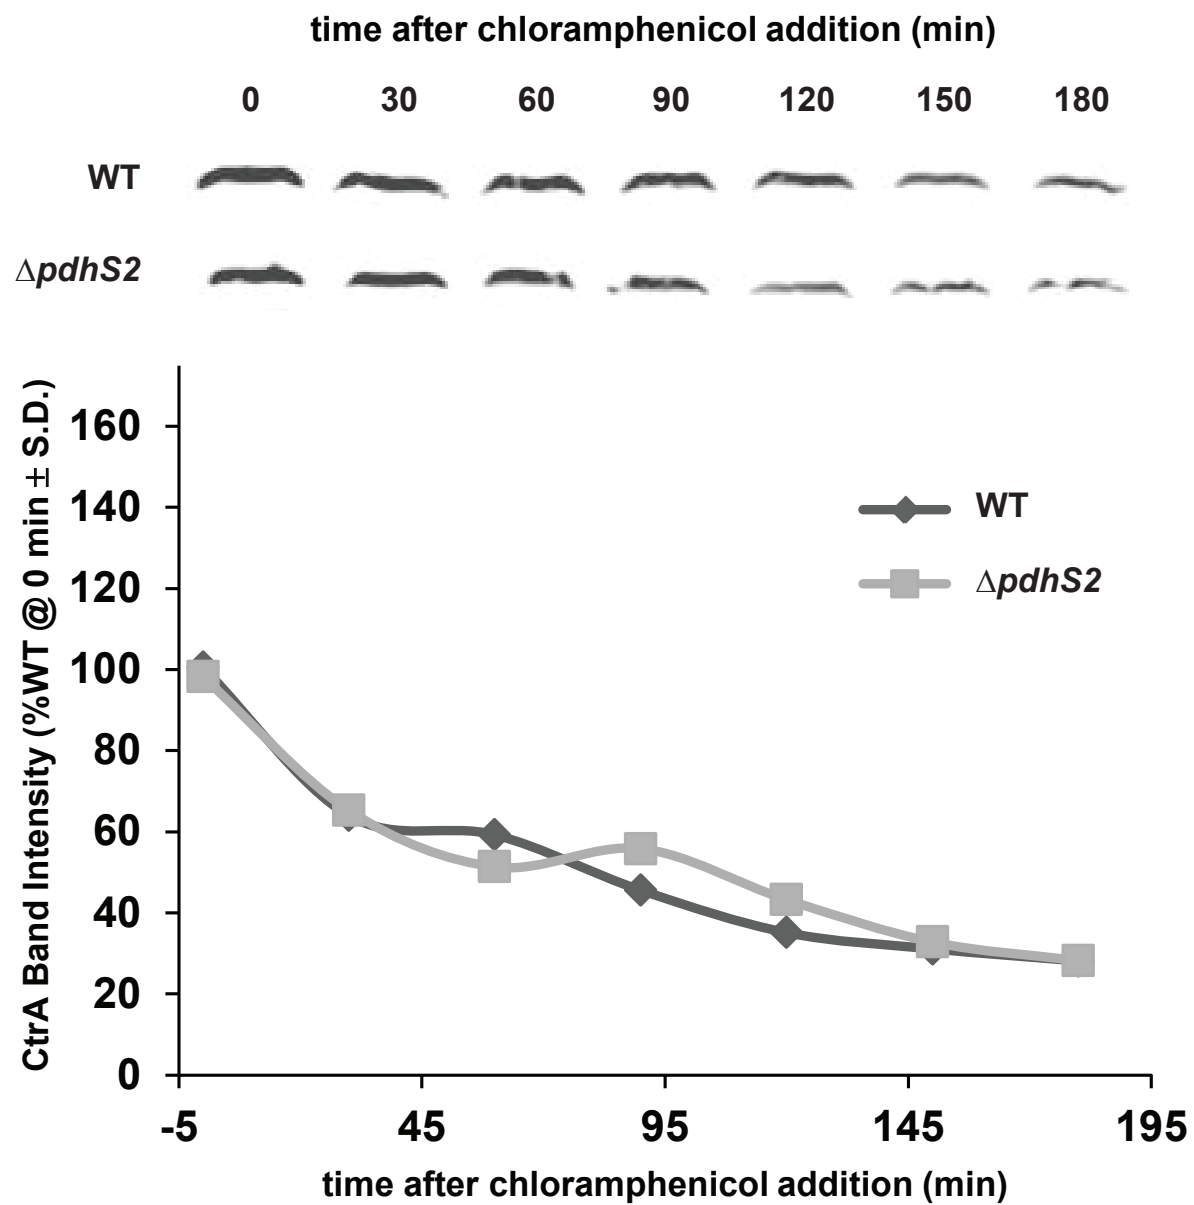 time after chloramphenicol addition (min)
0 30 60 90 120 150 180
WT
ΔpdhS2
CtrA Band Intensity (%WT @ 0 min ± S.D.)
160
140
120
100
80
60
40
20
0
WT
ΔpdhS2
-5 45 95 145 195
time after chloramphenicol addition (min)